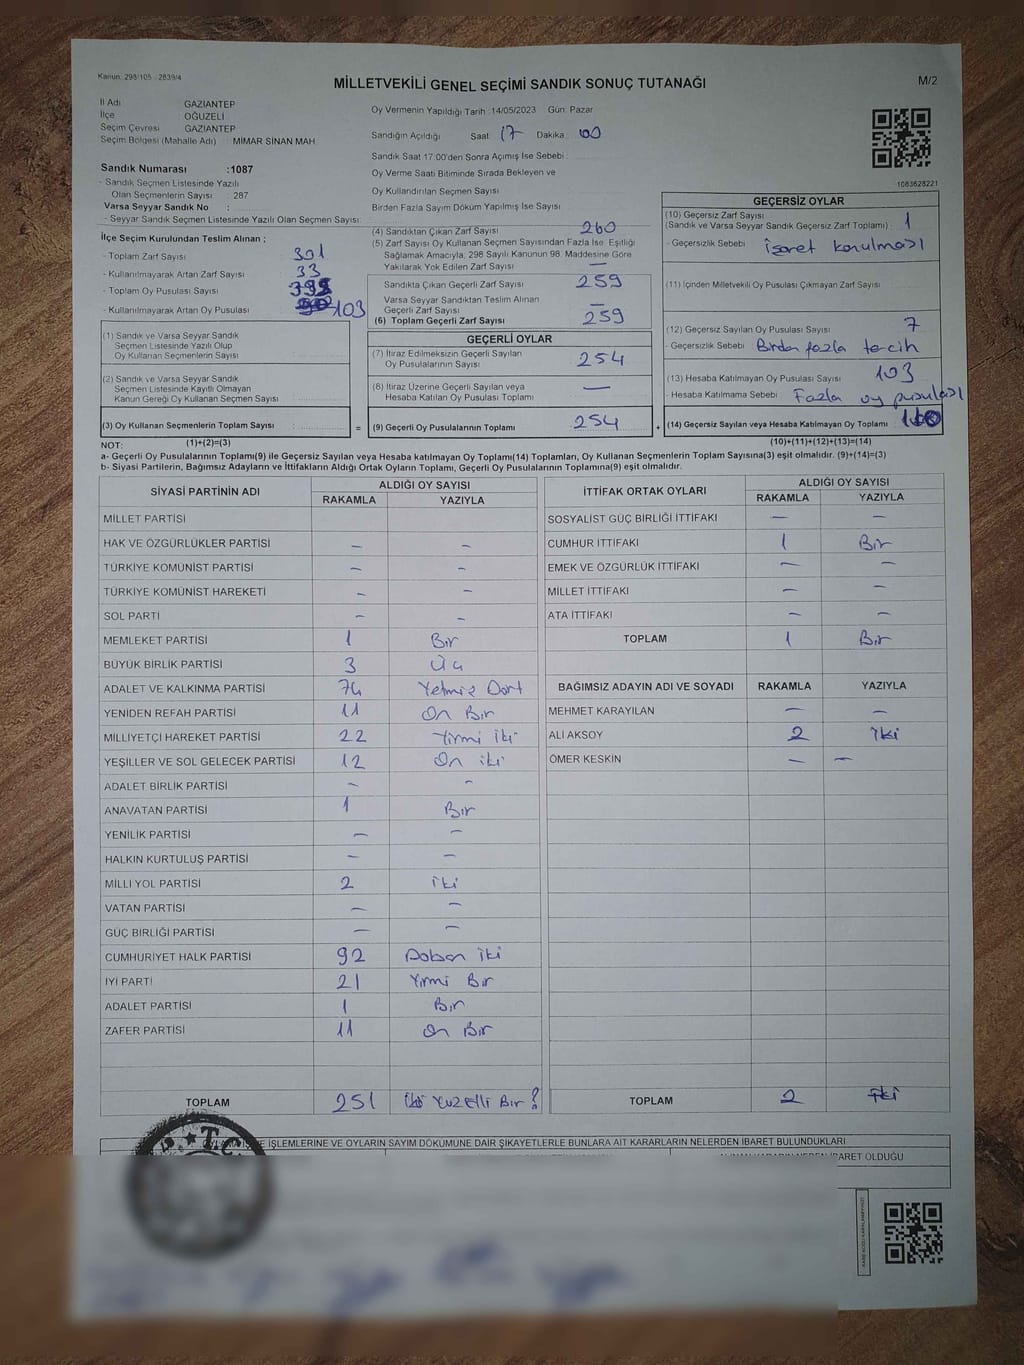 Kanun: 298/105 - 2839/4
MİLLETVEKİLİ GENEL SEÇİMİ SANDIK SONUÇ TUTANAĞI
M/2
İl Adı GAZİANTEP
İlçe OĞUZELİ
Seçim Çevresi GAZİANTEP
Seçim Bölgesi (Mahalle Adı) MİMAR SİNAN MAH.
Oy Vermenin Yapıldığı Tarih :14/05/2023 Gün: Pazar
Sandığın Açıldığı Saat: 17 Dakika: 00
Sandık Saat 17:00'den Sonra Açımış İse Sebebi :
Oy Verme Saati Bitiminde Sırada Bekleyen ve
Oy Kullandırılan Seçmen Sayısı
Birden Fazla Sayım Döküm Yapılmış İse Sayısı
Sandık Numarası :1087
- Sandık Seçmen Listesinde Yazılı
Olan Seçmenlerin Sayısı : 287
Varsa Seyyar Sandık No :
- Seyyar Sandık Seçmen Listesinde Yazılı Olan Seçmen Sayısı:
1083628221
İlçe Seçim Kurulundan Teslim Alınan ;
- Toplam Zarf Sayısı : 301
- Kullanılmayarak Artan Zarf Sayısı : 33
- Toplam Oy Pusulası Sayısı :
- Kullanılmayarak Artan Oy Pusulası : 103
(1) Sandık ve Varsa Seyyar Sandık
Seçmen Listesinde Yazılı Olup
Oy Kullanan Seçmenlerin Sayısı :
(2) Sandık ve Varsa Seyyar Sandık
Seçmen Listesinde Kayıtlı Olmayan
Kanun Gereği Oy Kullanan Seçmen Sayısı :
(3) Oy Kullanan Seçmenlerin Toplam Sayısı :
(1)+(2)=(3)
(4) Sandıktan Çıkan Zarf Sayısı : 260
(5) Zarf Sayısı Oy Kullanan Seçmen Sayısından Fazla İse, Eşitliği
Sağlamak Amacıyla; 298 Sayılı Kanunun 98. Maddesine Göre
Yakılarak Yok Edilen Zarf Sayısı : —
Sandıkta Çıkan Geçerli Zarf Sayısı : 259
Varsa Seyyar Sandıktan Teslim Alınan
Geçerli Zarf Sayısı : —
(6) Toplam Geçerli Zarf Sayısı : 259
GEÇERLİ OYLAR
(7) İtiraz Edilmeksizin Geçerli Sayılan
Oy Pusulalarının Sayısı : 254
(8) İtiraz Üzerine Geçerli Sayılan veya
Hesaba Katılan Oy Pusulası Toplamı : —
= (9) Geçerli Oy Pusulalarının Toplamı : 254 +
GEÇERSİZ OYLAR
(10) Geçersiz Zarf Sayısı
(Sandık ve Varsa Seyyar Sandık Geçersiz Zarf Toplamı) : 1
- Geçersizlik Sebebi : işaret konulması
(11) İçinden Milletvekili Oy Pusulası Çıkmayan Zarf Sayısı :
(12) Geçersiz Sayılan Oy Pusulası Sayısı : 7
- Geçersizlik Sebebi : Birden fazla tercih
(13) Hesaba Katılmayan Oy Pusulası Sayısı : 103
- Hesaba Katılmama Sebebi : Fazla oy pusulası
(14) Geçersiz Sayılan veya Hesaba Katılmayan Oy Toplamı :
(10)+(11)+(12)+(13)=(14)
NOT:
a- Geçerli Oy Pusulalarının Toplamı(9) ile Geçersiz Sayılan veya Hesaba katılmayan Oy Toplamı(14) Toplamları, Oy Kullanan Seçmenlerin Toplam Sayısına(3) eşit olmalıdır. (9)+(14)=(3)
b- Siyasi Partilerin, Bağımsız Adayların ve İttifakların Aldığı Ortak Oyların Toplamı, Geçerli Oy Pusulalarının Toplamına(9) eşit olmalıdır.
SİYASİ PARTİNİN ADI ALDIĞI OY SAYISI
RAKAMLA YAZIYLA
MİLLET PARTİSİ
HAK VE ÖZGÜRLÜKLER PARTİSİ — —
TÜRKİYE KOMÜNİST PARTİSİ — —
TÜRKİYE KOMÜNİST HAREKETİ — —
SOL PARTİ — —
MEMLEKET PARTİSİ 1 Bir
BÜYÜK BİRLİK PARTİSİ 3 Üç
ADALET VE KALKINMA PARTİSİ 74 Yetmiş Dört
YENİDEN REFAH PARTİSİ 11 On Bir
MİLLİYETÇİ HAREKET PARTİSİ 22 Yirmi iki
YEŞİLLER VE SOL GELECEK PARTİSİ 12 On iki
ADALET BİRLİK PARTİSİ — —
ANAVATAN PARTİSİ 1 Bir
YENİLİK PARTİSİ — —
HALKIN KURTULUŞ PARTİSİ — —
MİLLİ YOL PARTİSİ 2 iki
VATAN PARTİSİ — —
GÜÇ BİRLİĞİ PARTİSİ — —
CUMHURİYET HALK PARTİSİ 92 Doksan iki
İYİ PARTİ 21 Yirmi Bir
ADALET PARTİSİ 1 Bir
ZAFER PARTİSİ 11 On Bir
TOPLAM 251 iki Yüzelli Bir
İTTİFAK ORTAK OYLARI ALDIĞI OY SAYISI
RAKAMLA YAZIYLA
SOSYALİST GÜÇ BİRLİĞİ İTTİFAKI — —
CUMHUR İTTİFAKI 1 Bir
EMEK VE ÖZGÜRLÜK İTTİFAKI — —
MİLLET İTTİFAKI — —
ATA İTTİFAKI — —
TOPLAM 1 Bir
BAĞIMSIZ ADAYIN ADI VE SOYADI RAKAMLA YAZIYLA
MEHMET KARAYILAN — —
ALİ AKSOY 2 iki
ÖMER KESKİN — —
TOPLAM 2 iki
İŞLEMLERİNE VE OYLARIN SAYIM DÖKÜMÜNE DAİR ŞİKAYETLERLE BUNLARA AİT KARARLARIN NELERDEN İBARET BULUNDUKLARI
OLDUĞU
T.C.